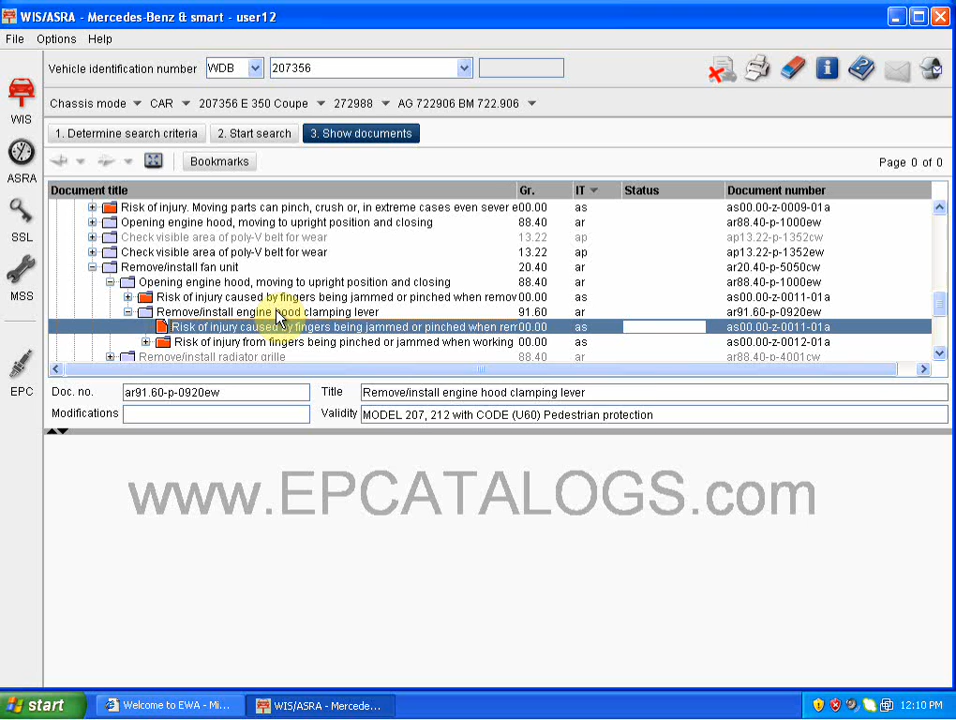 WIS/ASRA - Mercedes-Benz & smart - user12
File Options Help
Vehicle identification number WDB 207356
Chassis mode CAR 207356 E 350 Coupe 272988 AG 722906 BM 722.906
1. Determine search criteria 2. Start search 3. Show documents
Bookmarks Page 0 of 0
Document title Gr. IT Status Document number
Risk of injury. Moving parts can pinch, crush or, in extreme cases even sever e 00.00 as as00.00-z-0009-01a
Opening engine hood, moving to upright position and closing 88.40 ar ar88.40-p-1000ew
Check visible area of poly-V belt for wear 13.22 ap ap13.22-p-1352cw
Check visible area of poly-V belt for wear 13.22 ap ap13.22-p-1352ew
Remove/install fan unit 20.40 ar ar20.40-p-5050cw
Opening engine hood, moving to upright position and closing 88.40 ar ar88.40-p-1000ew
Risk of injury caused by fingers being jammed or pinched when remov 00.00 as as00.00-z-0011-01a
Remove/install engine hood clamping lever 91.60 ar ar91.60-p-0920ew
Risk of injury caused by fingers being jammed or pinched when rem 00.00 as as00.00-z-0011-01a
Risk of injury from fingers being pinched or jammed when working 00.00 as as00.00-z-0012-01a
Remove/install radiator grille 88.40 ar ar88.40-p-4001cw
Doc. no. ar91.60-p-0920ew Title Remove/install engine hood clamping lever
Modifications Validity MODEL 207, 212 with CODE (U60) Pedestrian protection
WIS
ASRA
SSL
MSS
EPC
www.EPCATALOGS.com
start Welcome to EWA - Mi... WIS/ASRA - Mercede... 12:10 PM